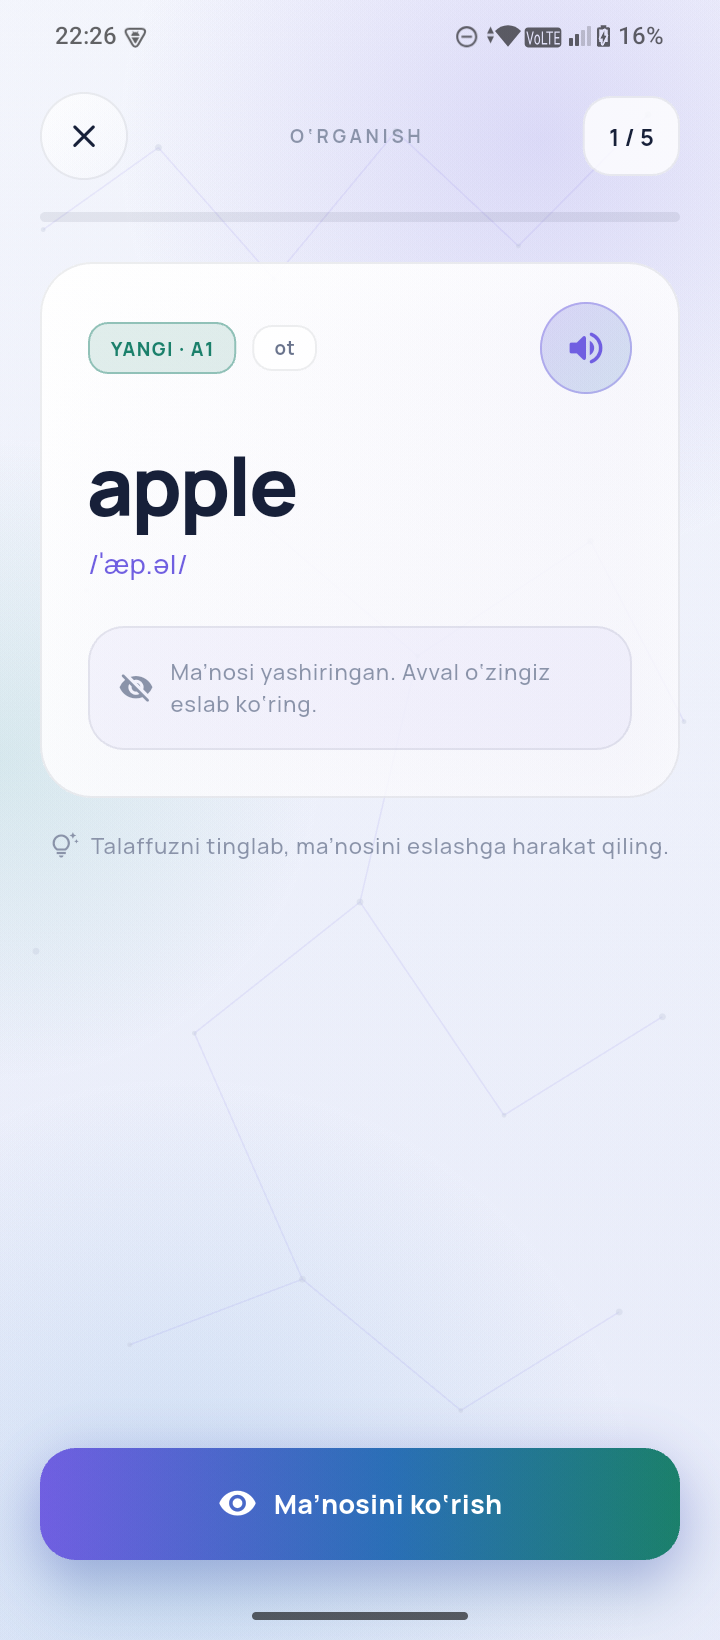 22:26
VoLTE
16%
O‘RGANISH
1 / 5
YANGI · A1
ot
apple
/ˈæp.əl/
Ma’nosi yashiringan. Avval o‘zingiz
eslab ko‘ring.
Talaffuzni tinglab, ma’nosini eslashga harakat qiling.
Ma’nosini ko‘rish